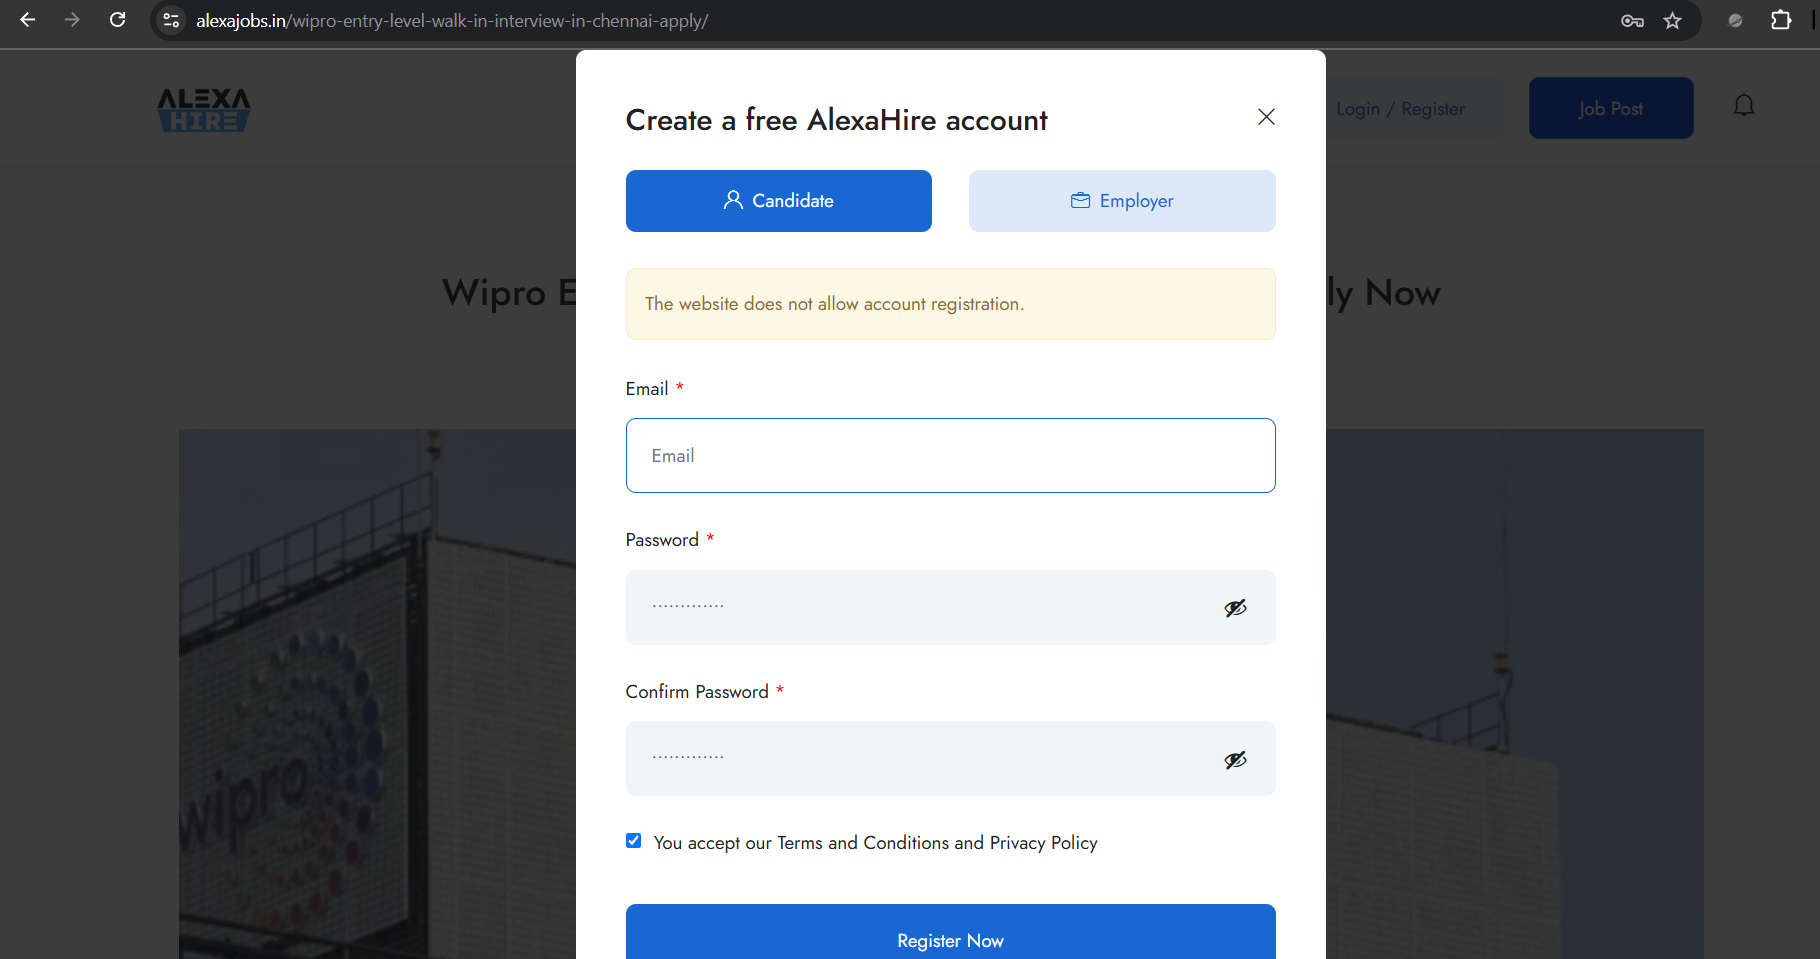 alexajobs.in/wipro-entry-level-walk-in-interview-in-chennai-apply/
ALEXA
HIRE
Login / Register
Job Post
Create a free AlexaHire account
Candidate
Employer
Wipro E
ly Now
The website does not allow account registration.
Email *
Email
Password *
Confirm Password *
You accept our Terms and Conditions and Privacy Policy
Register Now
wipro